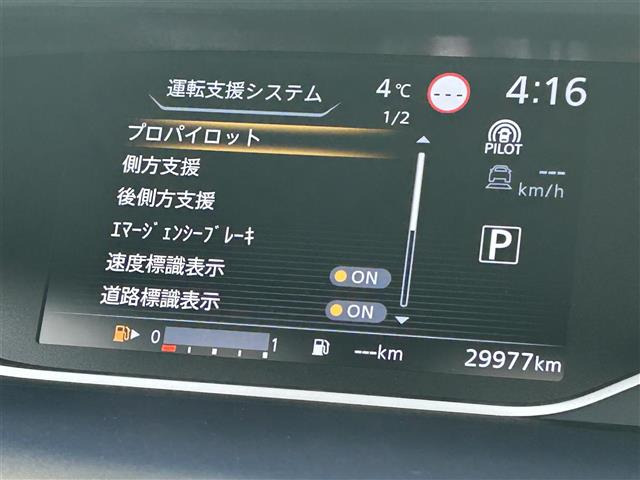 運転支援システム 4℃ --- 4:16
1/2
プロパイロット
PILOT
側方支援
---
km/h
後側方支援
ｴﾏｰｼﾞｪﾝｼｰﾌﾞﾚｰｷ
P
速度標識表示 ON
道路標識表示 ON
0 1 ---km 29977km